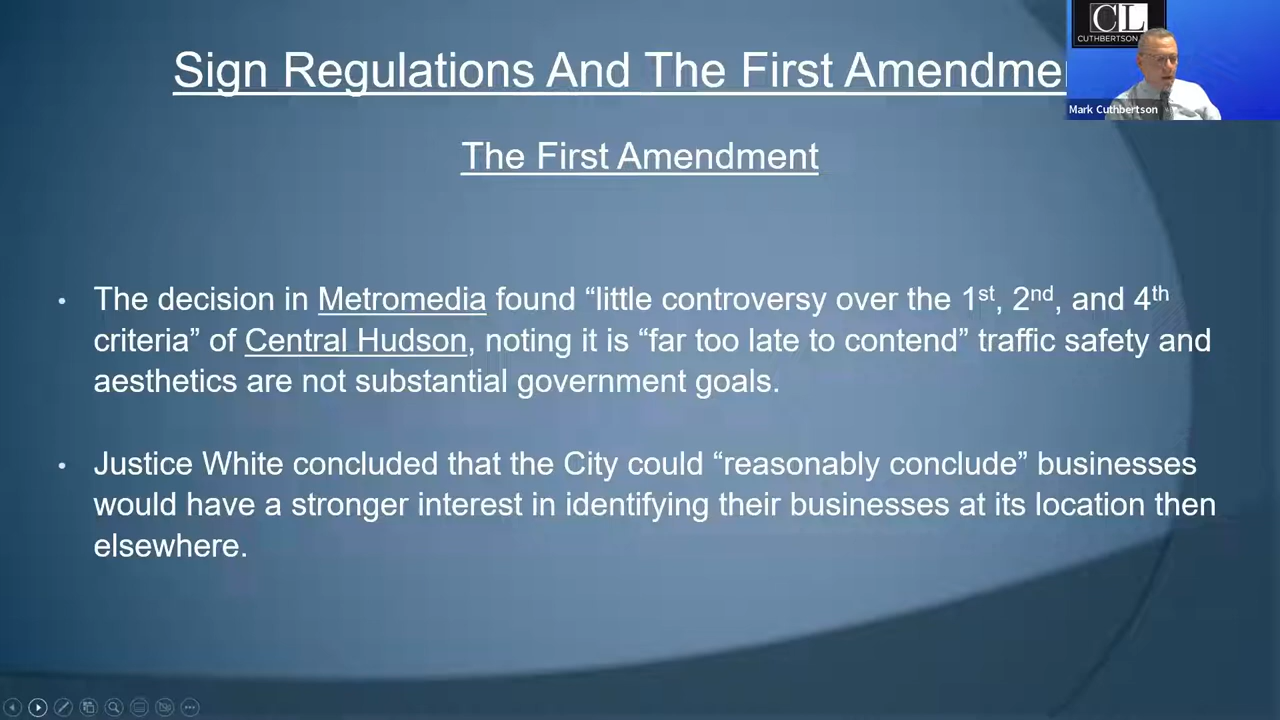 Sign Regulations And The First Amendme
CL
CUTHBERTSON
Mark Cuthbertson
The First Amendment
• The decision in Metromedia found “little controversy over the 1st, 2nd, and 4th
criteria” of Central Hudson, noting it is “far too late to contend” traffic safety and
aesthetics are not substantial government goals.
• Justice White concluded that the City could “reasonably conclude” businesses
would have a stronger interest in identifying their businesses at its location then
elsewhere.